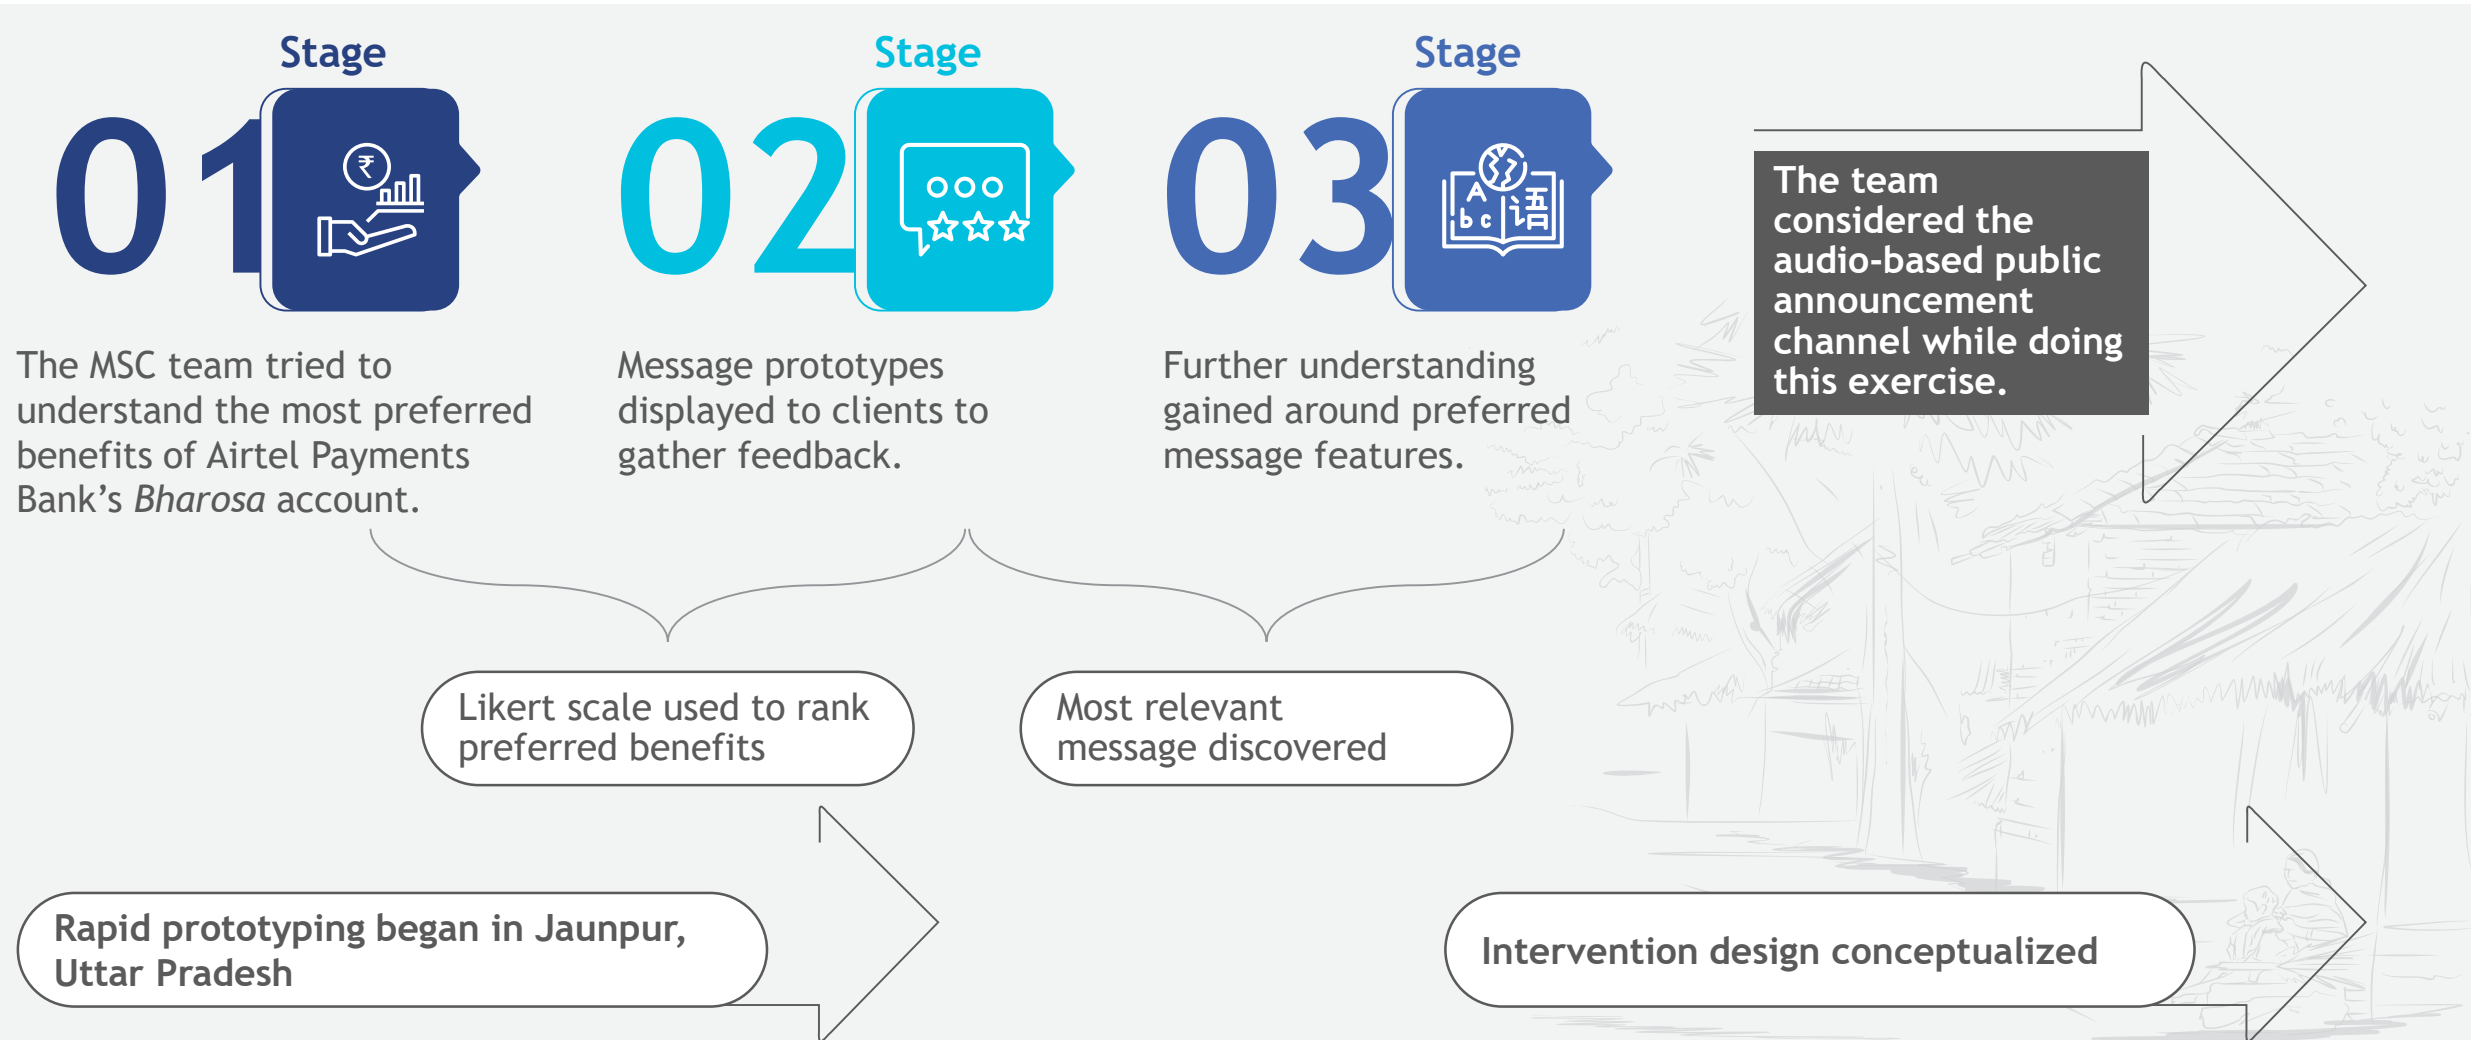 Stage
01
₹
The MSC team tried to
understand the most preferred
benefits of Airtel Payments
Bank’s Bharosa account.
Stage
02
Message prototypes
displayed to clients to
gather feedback.
Stage
03
A
b c
语
Further understanding
gained around preferred
message features.
The team
considered the
audio-based public
announcement
channel while doing
this exercise.
Likert scale used to rank
preferred benefits
Most relevant
message discovered
Rapid prototyping began in Jaunpur,
Uttar Pradesh
Intervention design conceptualized